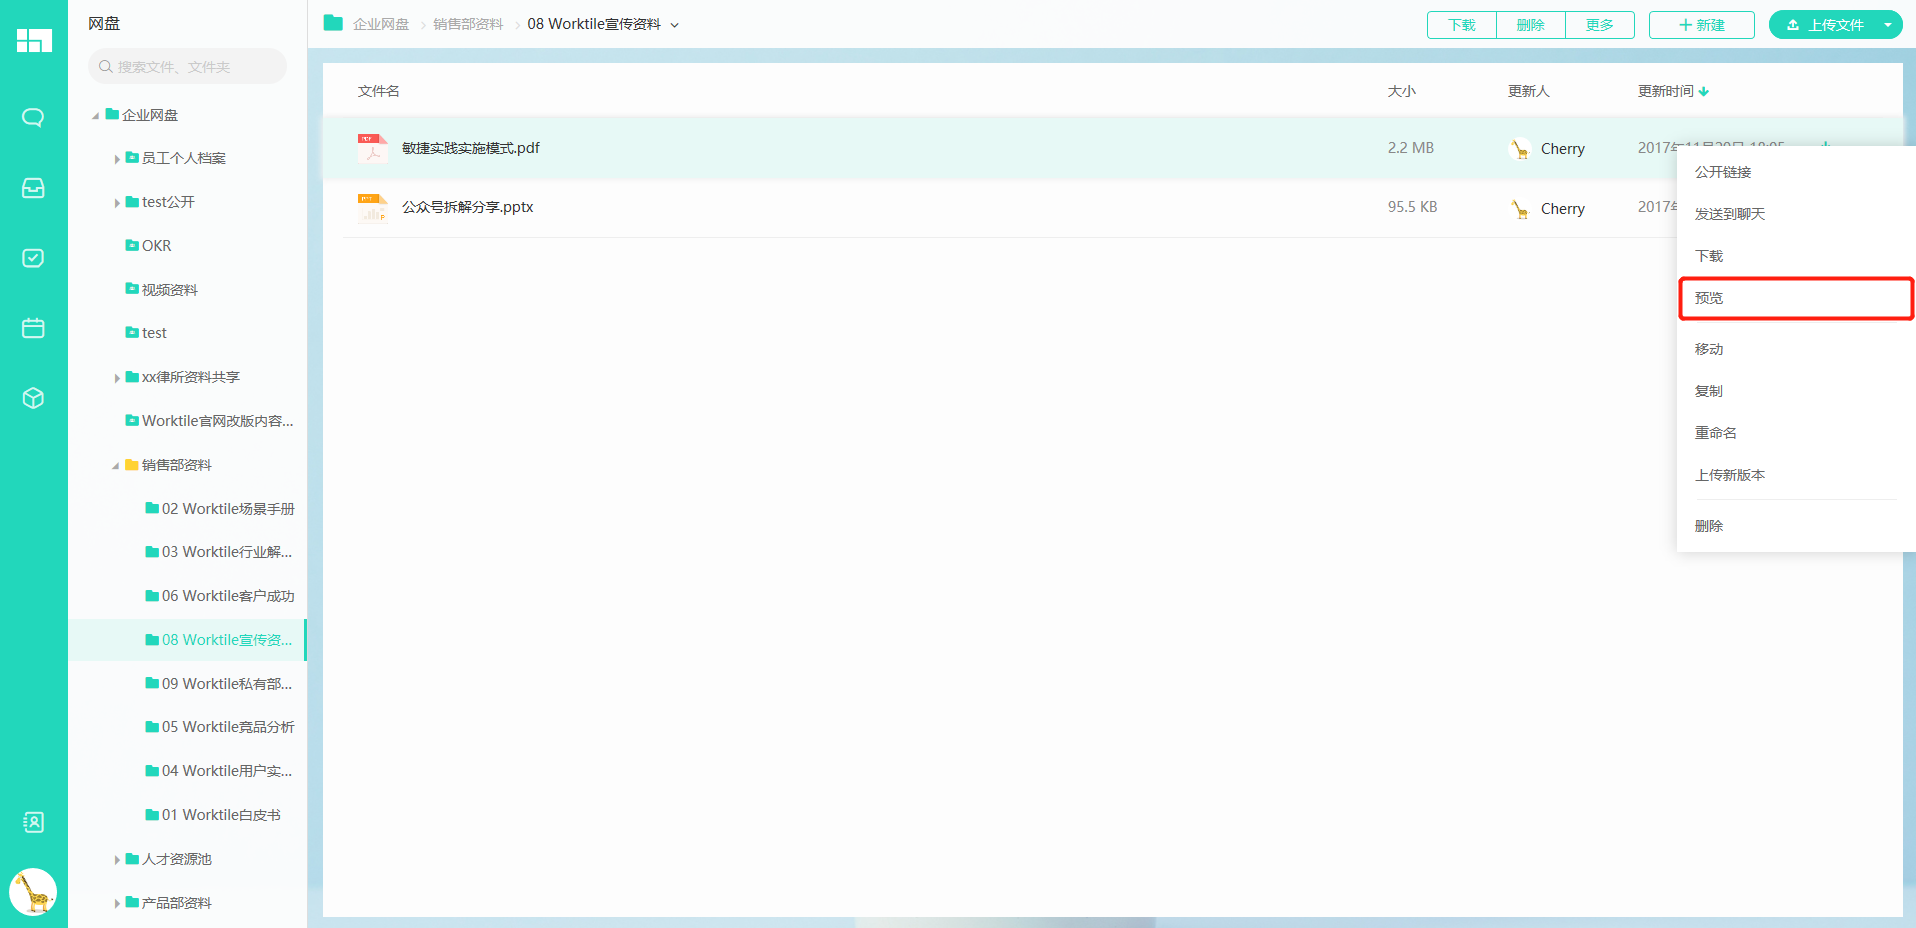 网盘
搜索文件、文件夹
企业网盘
员工个人档案
test公开
OKR
视频资料
test
xx律所资料共享
Worktile官网改版内容...
销售部资料
02 Worktile场景手册
03 Worktile行业解...
06 Worktile客户成功
08 Worktile宣传资...
09 Worktile私有部...
05 Worktile竞品分析
04 Worktile用户实...
01 Worktile白皮书
人才资源池
产品部资料
企业网盘 销售部资料 08 Worktile宣传资料
下载 删除 更多 新建 上传文件
文件名 大小 更新人 更新时间
PDF 敏捷实践实施模式.pdf 2.2 MB Cherry 2017年11月
PPT 公众号拆解分享.pptx 95.5 KB Cherry 2017
公开链接
发送到聊天
下载
预览
移动
复制
重命名
上传新版本
删除